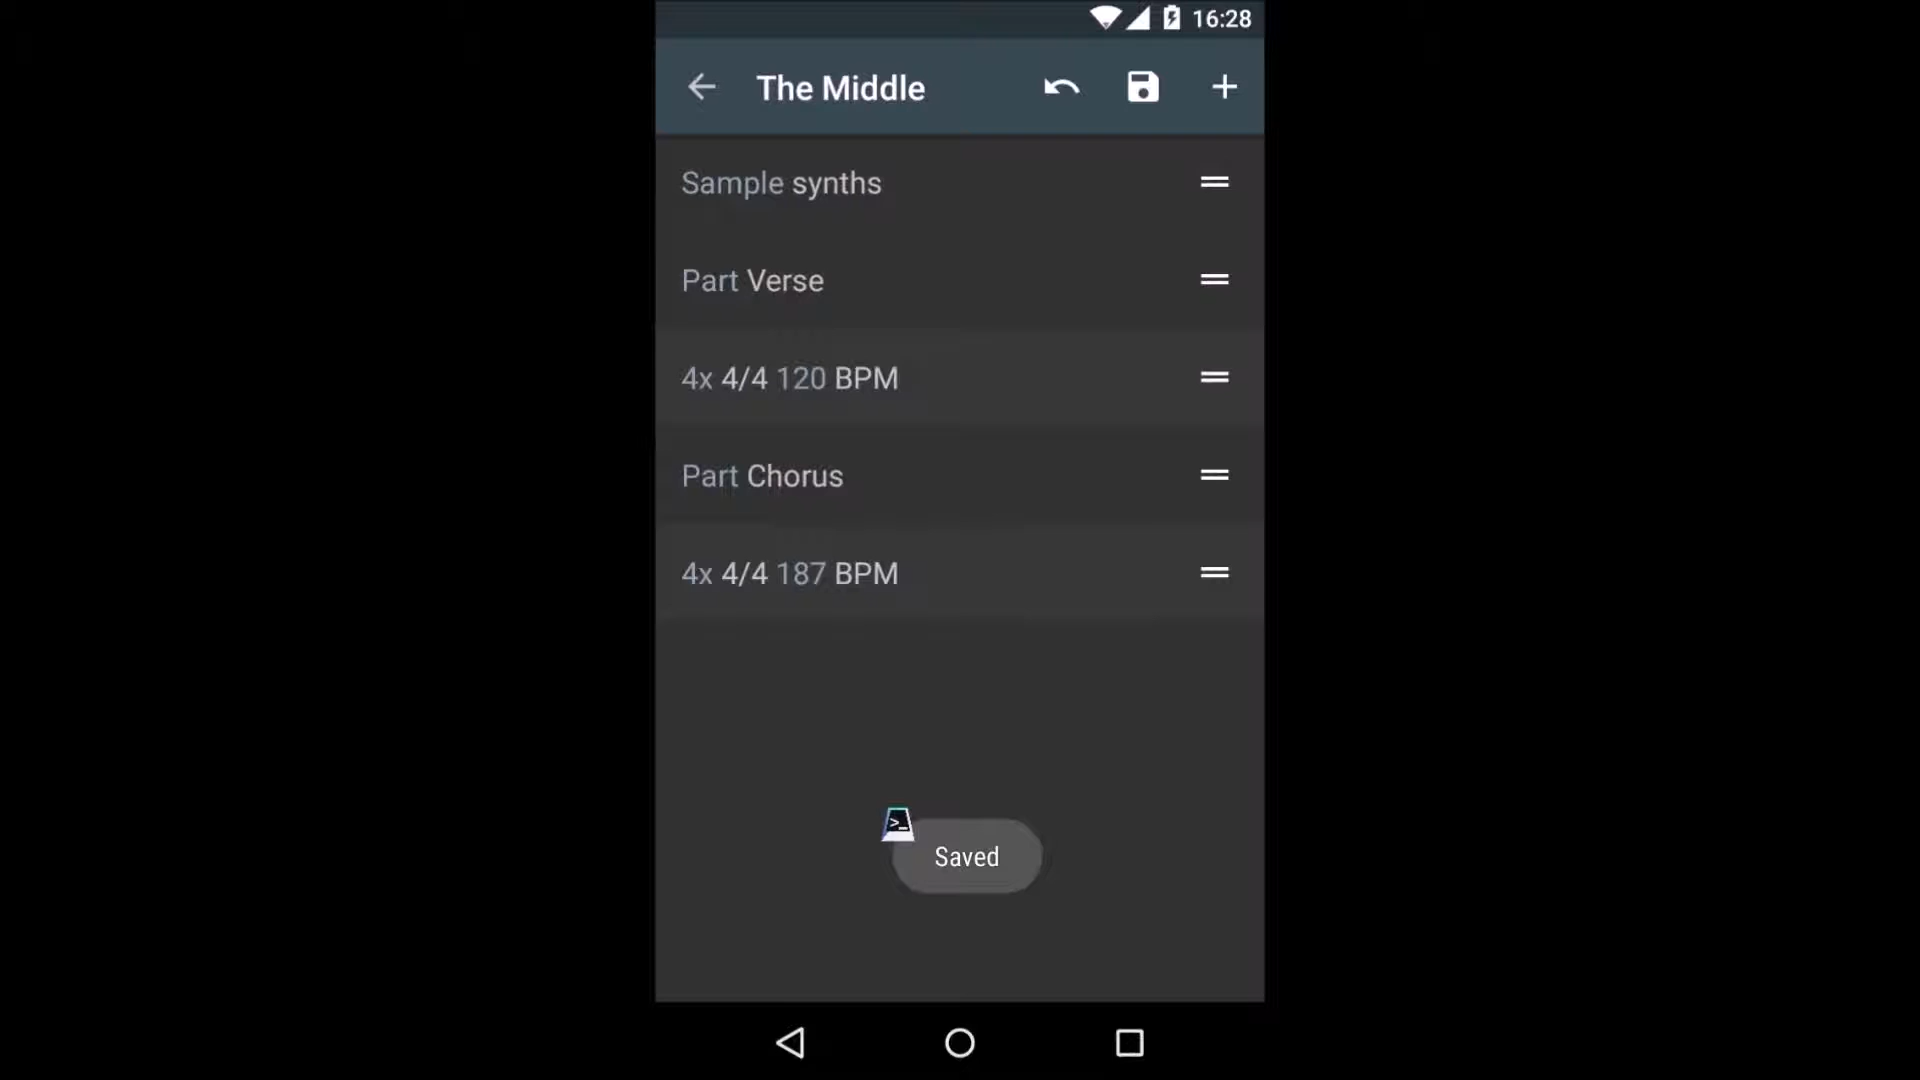 16:28
The Middle
Sample synths
Part Verse
4x 4/4 120 BPM
Part Chorus
4x 4/4 187 BPM
>_
Saved